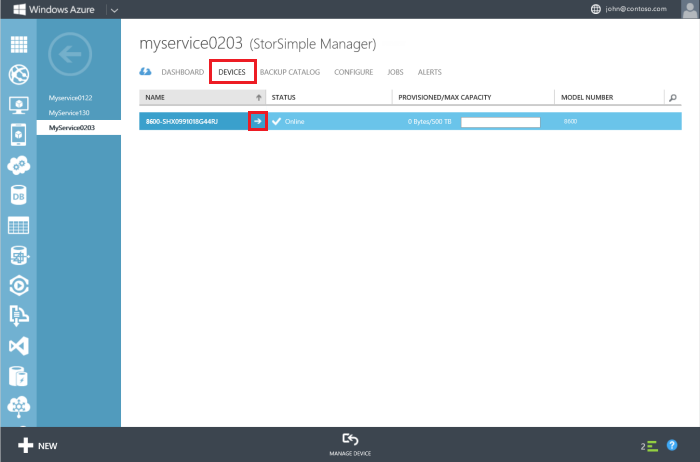 Windows Azure
john@contoso.com
myservice0203 (StorSimple Manager)
DASHBOARD DEVICES BACKUP CATALOG CONFIGURE JOBS ALERTS
Myservice0122
MyService130
MyService0203
NAME STATUS PROVISIONED/MAX CAPACITY MODEL NUMBER
8600-SHX0991018G44RJ Online 0 Bytes/500 TB 8600
DB
NEW
MANAGE DEVICE
2
?